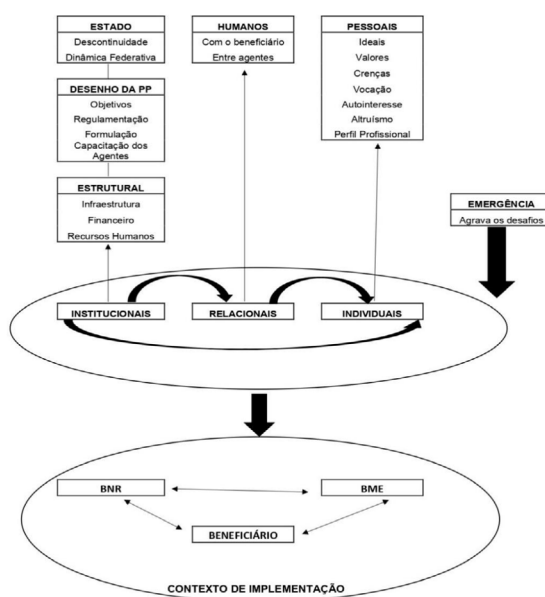 ESTADO
Descontinuidade
Dinâmica Federativa
DESENHO DA PP
Objetivos
Regulamentação
Formulação
Capacitação dos
Agentes
ESTRUTURAL
Infraestrutura
Financeiro
Recursos Humanos
HUMANOS
Com o beneficiário
Entre agentes
PESSOAIS
Ideais
Valores
Crenças
Vocação
Autointeresse
Altruísmo
Perfil Profissional
EMERGÊNCIA
Agrava os desafios
INSTITUCIONAIS
RELACIONAIS
INDIVIDUAIS
BNR
BME
BENEFICIÁRIO
CONTEXTO DE IMPLEMENTAÇÃO